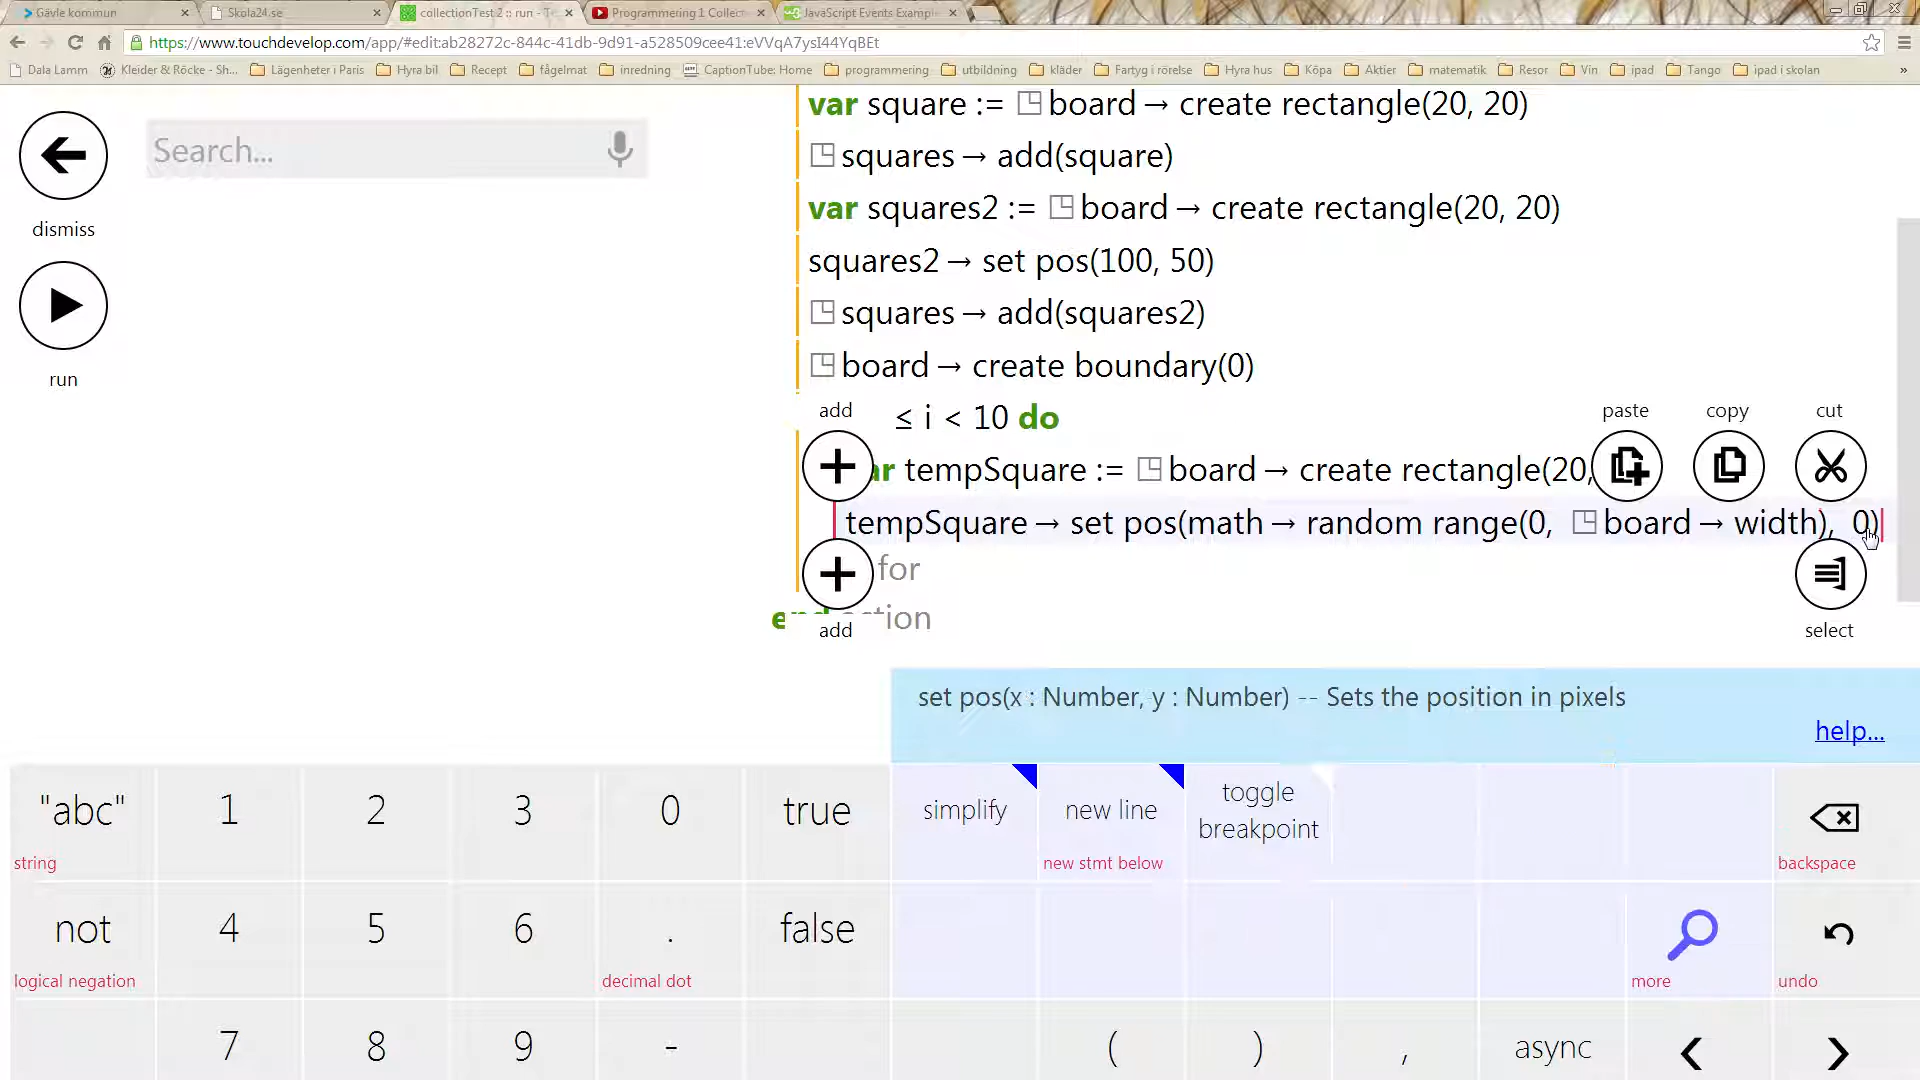 Gävle kommun
Skola24.se
collectionTest 2 :: run - Te
Programmering 1 Collect
JavaScript Events Exampl
https://www.touchdevelop.com/app/#edit:ab28272c-844c-41db-9d91-a528509cee41:eVVqA7ysI44YqBEt
Dala Lamm Kleider & Röcke - Sh... Lägenheter i Paris Hyra bil Recept fågelmat inredning CaptionTube: Home programmering utbildning kläder Fartyg i rörelse Hyra hus Köpa Aktier matematik Resor Vin ipad Tango ipad i skolan »
Search...
dismiss
run
var square := board → create rectangle(20, 20)
squares → add(square)
var squares2 := board → create rectangle(20, 20)
squares2 → set pos(100, 50)
squares → add(squares2)
board → create boundary(0)
≤ i < 10 do
ar tempSquare := board → create rectangle(20,
tempSquare → set pos(math → random range(0, board → width), 0)
for
tion
add
add
paste
copy
cut
select
set pos(x : Number, y : Number) -- Sets the position in pixels
help...
"abc" 1 2 3 0 true simplify new line toggle breakpoint
string new stmt below backspace
not 4 5 6 . false
logical negation decimal dot more undo
7 8 9 - ( ) , async